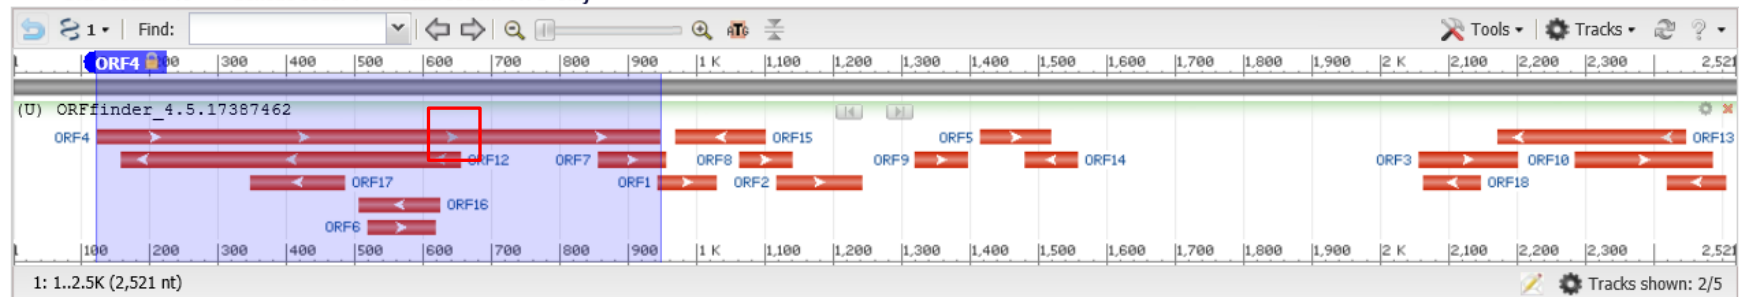 1 Find: ATG Tools Tracks ?
ORF4 300 400 500 600 700 800 900 1 K 1,100 1,200 1,300 1,400 1,500 1,600 1,700 1,800 1,900 2 K 2,100 2,200 2,300 2,521
(U) ORFfinder_4.5.17387462
ORF4 ORF15 ORF5 ORF13
ORF12 ORF7 ORF8 ORF9 ORF14 ORF3 ORF10
ORF17 ORF1 ORF2 ORF18
ORF16
ORF6
100 200 300 400 500 600 700 800 900 1 K 1,100 1,200 1,300 1,400 1,500 1,600 1,700 1,800 1,900 2 K 2,100 2,200 2,300 2,521
1: 1..2.5K (2,521 nt) Tracks shown: 2/5